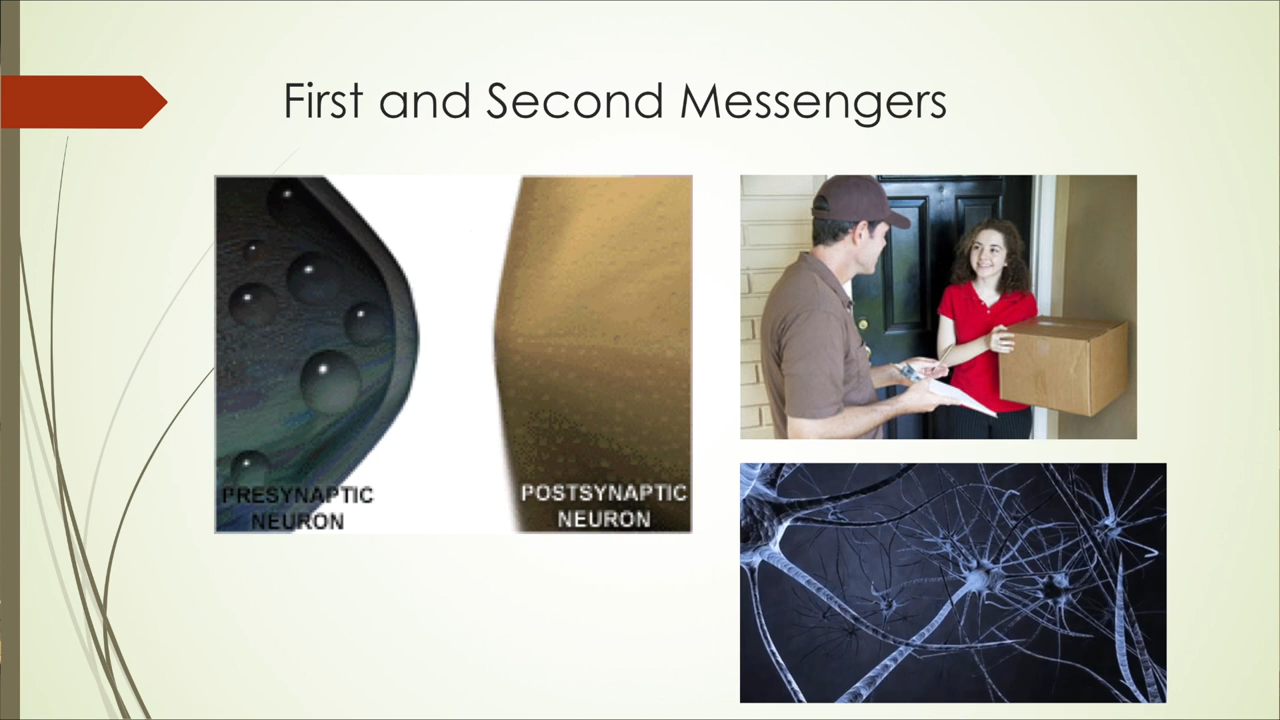 First and Second Messengers
PRESYNAPTIC
NEURON
POSTSYNAPTIC
NEURON